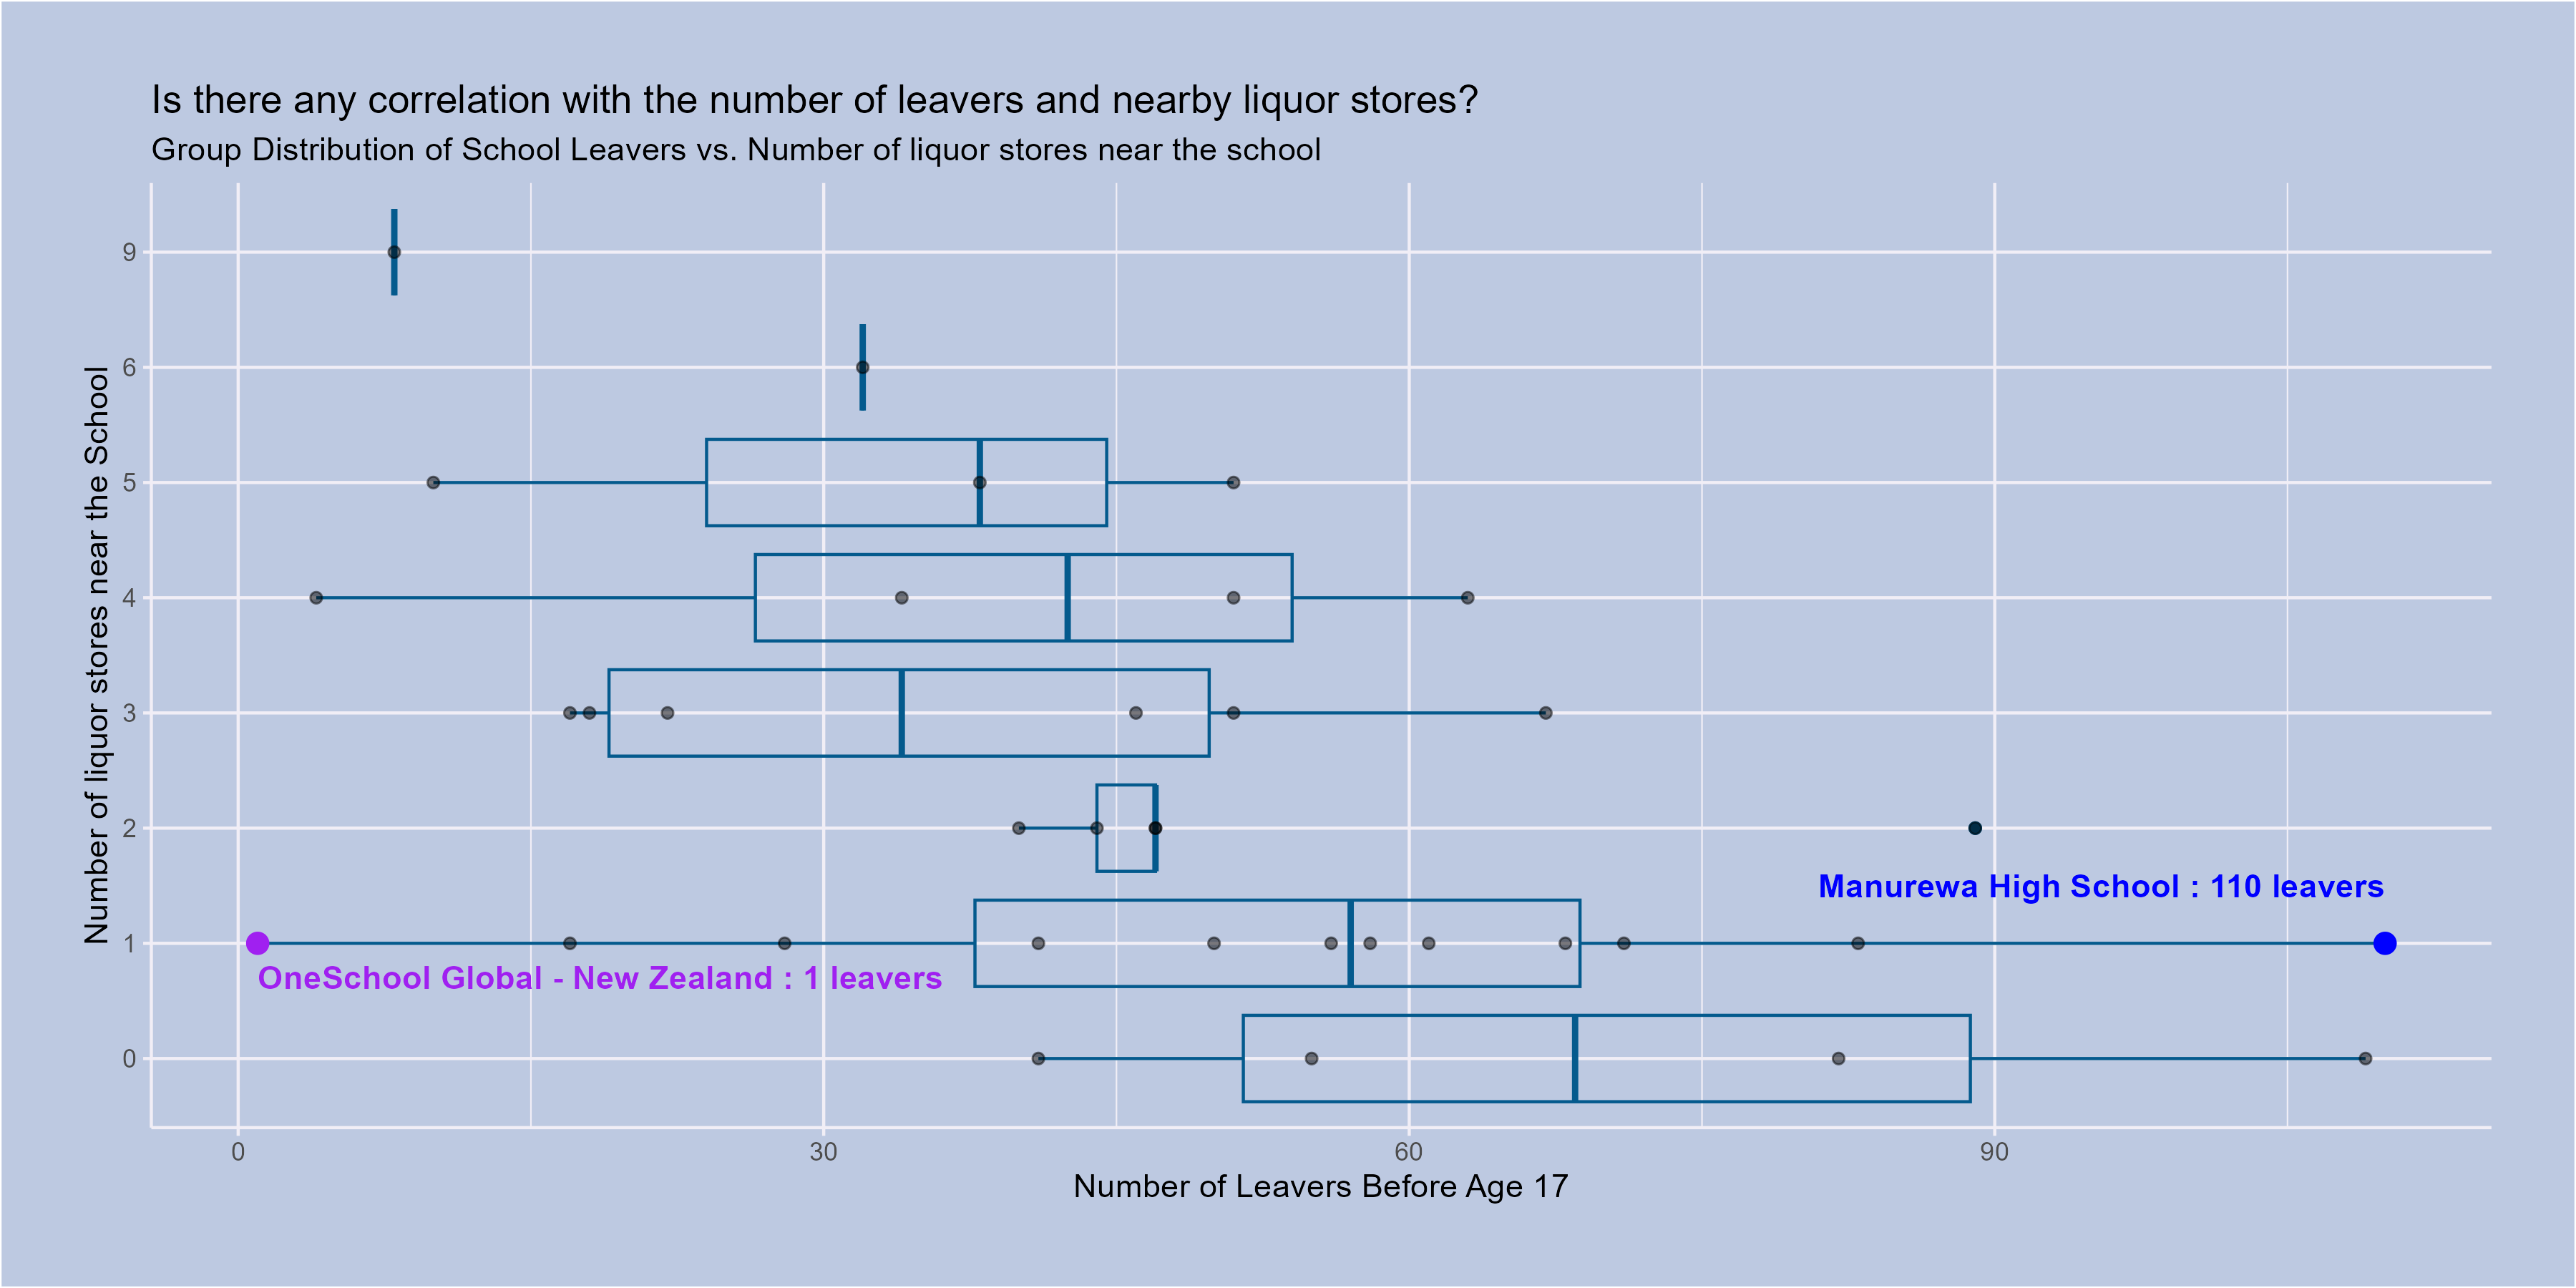 Is there any correlation with the number of leavers and nearby liquor stores?
Group Distribution of School Leavers vs. Number of liquor stores near the school
Number of liquor stores near the School
9
6
5
4
3
2
1
0
Manurewa High School : 110 leavers
OneSchool Global - New Zealand : 1 leavers
0
30
60
90
Number of Leavers Before Age 17